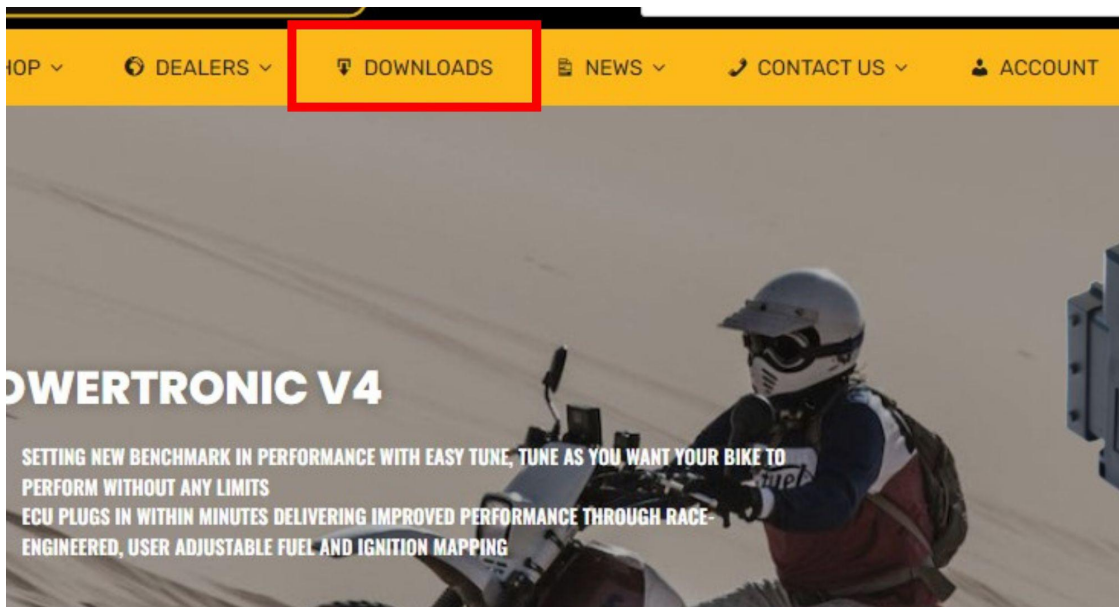 HOP
DEALERS
DOWNLOADS
NEWS
CONTACT US
ACCOUNT
OWERTRONIC V4
SETTING NEW BENCHMARK IN PERFORMANCE WITH EASY TUNE, TUNE AS YOU WANT YOUR BIKE TO
PERFORM WITHOUT ANY LIMITS
ECU PLUGS IN WITHIN MINUTES DELIVERING IMPROVED PERFORMANCE THROUGH RACE-
ENGINEERED, USER ADJUSTABLE FUEL AND IGNITION MAPPING
fuel